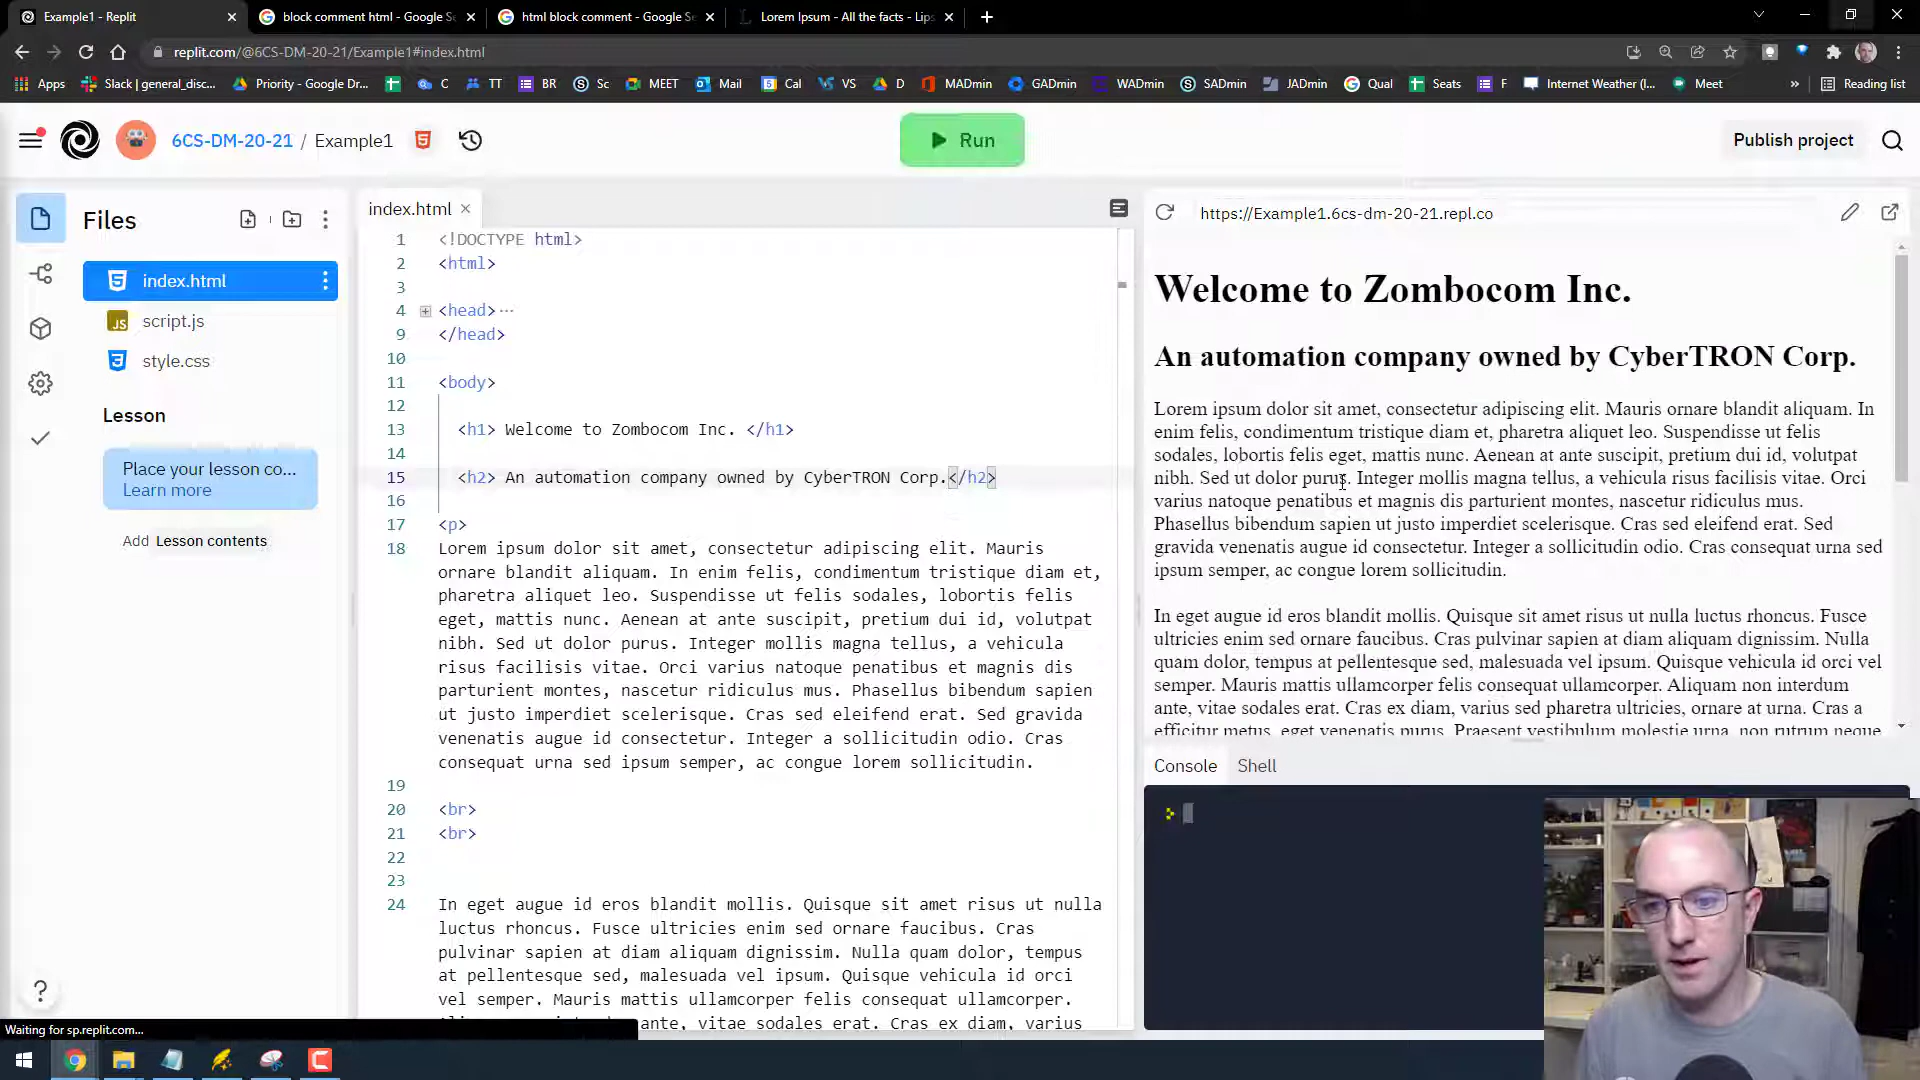 Example1 - Replit
block comment html - Google Se
html block comment - Google Se
Lorem Ipsum - All the facts - Lips
replit.com/@6CS-DM-20-21/Example1#index.html
Apps
Slack | general_disc...
Priority - Google Dr...
C
TT
BR
Sc
MEET
Mail
Cal
VS
D
MAdmin
GAdmin
WAdmin
SAdmin
JAdmin
Qual
Seats
F
Internet Weather (I...
Meet
»
Reading list
6CS-DM-20-21 / Example1
Run
Publish project
Files
index.html
script.js
style.css
Lesson
Place your lesson co...
Learn more
Add Lesson contents
index.html
1 <!DOCTYPE html>
2 <html>
3
4 <head>···
9 </head>
10
11 <body>
12
13 <h1> Welcome to Zombocom Inc. </h1>
14
15 <h2> An automation company owned by CyberTRON Corp.</h2>
16
17 <p>
18 Lorem ipsum dolor sit amet, consectetur adipiscing elit. Mauris
ornare blandit aliquam. In enim felis, condimentum tristique diam et,
pharetra aliquet leo. Suspendisse ut felis sodales, lobortis felis
eget, mattis nunc. Aenean at ante suscipit, pretium dui id, volutpat
nibh. Sed ut dolor purus. Integer mollis magna tellus, a vehicula
risus facilisis vitae. Orci varius natoque penatibus et magnis dis
parturient montes, nascetur ridiculus mus. Phasellus bibendum sapien
ut justo imperdiet scelerisque. Cras sed eleifend erat. Sed gravida
venenatis augue id consectetur. Integer a sollicitudin odio. Cras
consequat urna sed ipsum semper, ac congue lorem sollicitudin.
19
20 <br>
21 <br>
22
23
24 In eget augue id eros blandit mollis. Quisque sit amet risus ut nulla
luctus rhoncus. Fusce ultricies enim sed ornare faucibus. Cras
pulvinar sapien at diam aliquam dignissim. Nulla quam dolor, tempus
at pellentesque sed, malesuada vel ipsum. Quisque vehicula id orci
vel semper. Mauris mattis ullamcorper felis consequat ullamcorper.
ante, vitae sodales erat. Cras ex diam, varius
https://Example1.6cs-dm-20-21.repl.co
Welcome to Zombocom Inc.
An automation company owned by CyberTRON Corp.
Lorem ipsum dolor sit amet, consectetur adipiscing elit. Mauris ornare blandit aliquam. In
enim felis, condimentum tristique diam et, pharetra aliquet leo. Suspendisse ut felis
sodales, lobortis felis eget, mattis nunc. Aenean at ante suscipit, pretium dui id, volutpat
nibh. Sed ut dolor purus. Integer mollis magna tellus, a vehicula risus facilisis vitae. Orci
varius natoque penatibus et magnis dis parturient montes, nascetur ridiculus mus.
Phasellus bibendum sapien ut justo imperdiet scelerisque. Cras sed eleifend erat. Sed
gravida venenatis augue id consectetur. Integer a sollicitudin odio. Cras consequat urna sed
ipsum semper, ac congue lorem sollicitudin.
In eget augue id eros blandit mollis. Quisque sit amet risus ut nulla luctus rhoncus. Fusce
ultricies enim sed ornare faucibus. Cras pulvinar sapien at diam aliquam dignissim. Nulla
quam dolor, tempus at pellentesque sed, malesuada vel ipsum. Quisque vehicula id orci vel
semper. Mauris mattis ullamcorper felis consequat ullamcorper. Aliquam non interdum
ante, vitae sodales erat. Cras ex diam, varius sed pharetra ultricies, ornare at urna. Cras a
efficitur metus, eget venenatis purus. Praesent vestibulum molestie urna, non rutrum neque
Console
Shell
Waiting for sp.replit.com...